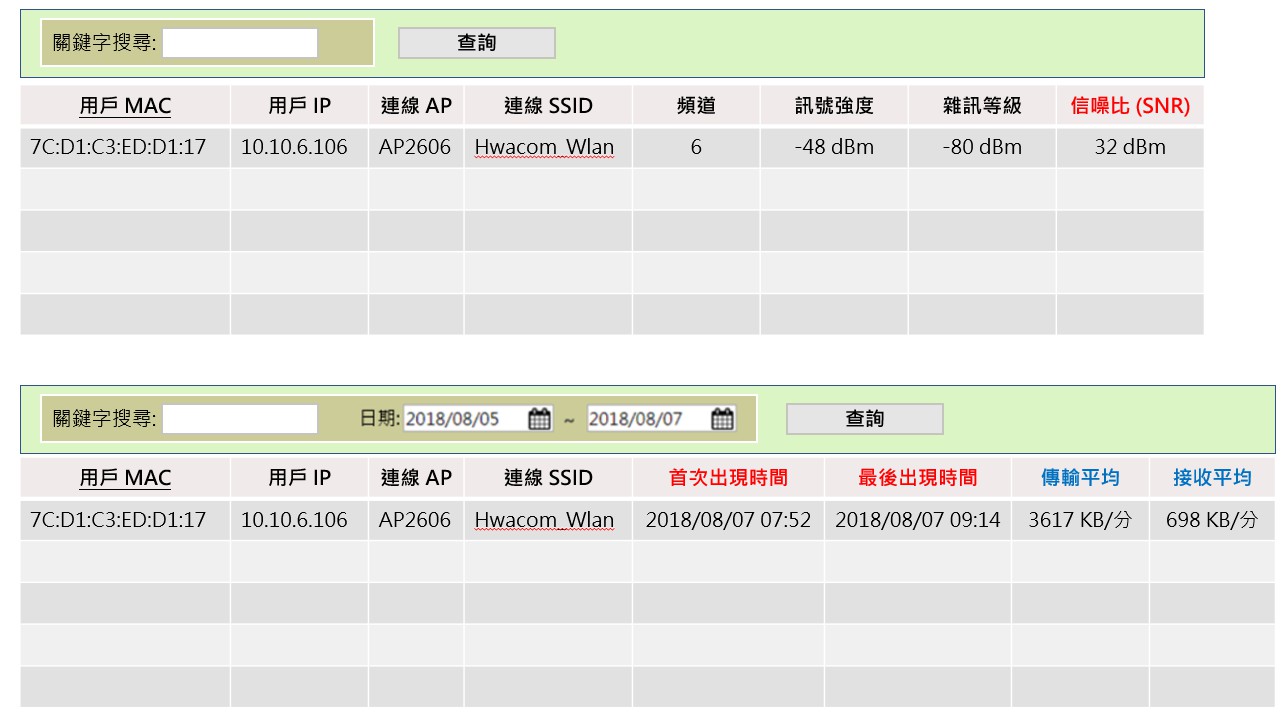 關鍵字搜尋: 查詢
用戶 MAC 用戶 IP 連線 AP 連線 SSID 頻道 訊號強度 雜訊等級 信噪比 (SNR)
7C:D1:C3:ED:D1:17 10.10.6.106 AP2606 Hwacom_Wlan 6 -48 dBm -80 dBm 32 dBm
關鍵字搜尋: 日期: 2018/08/05 ~ 2018/08/07 查詢
用戶 MAC 用戶 IP 連線 AP 連線 SSID 首次出現時間 最後出現時間 傳輸平均 接收平均
7C:D1:C3:ED:D1:17 10.10.6.106 AP2606 Hwacom_Wlan 2018/08/07 07:52 2018/08/07 09:14 3617 KB/分 698 KB/分